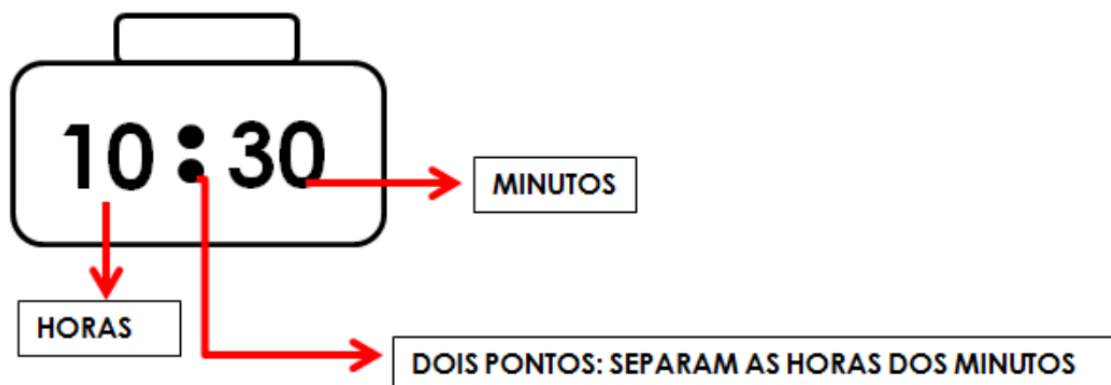 10:30
MINUTOS
HORAS
DOIS PONTOS: SEPARAM AS HORAS DOS MINUTOS